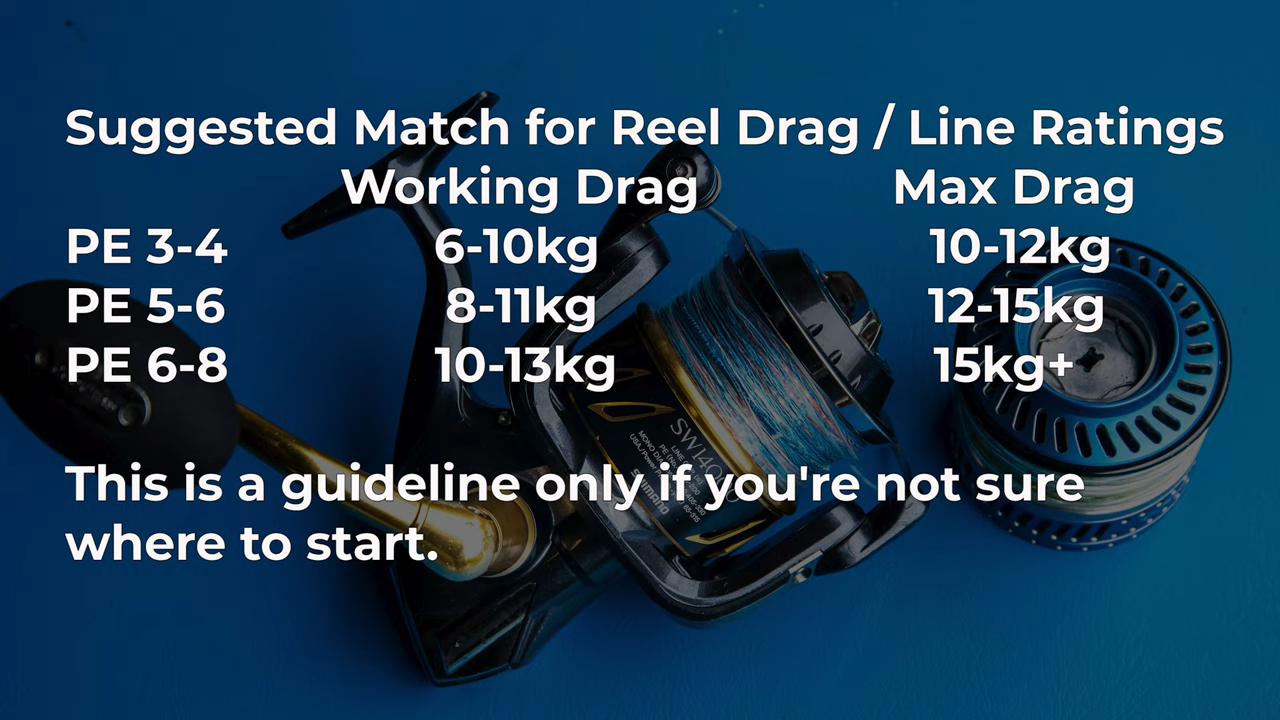 Suggested Match for Reel Drag / Line Ratings
Working Drag Max Drag
PE 3-4 6-10kg 10-12kg
PE 5-6 8-11kg 12-15kg
PE 6-8 10-13kg 15kg+
This is a guideline only if you're not sure
where to start.
SHIMANO